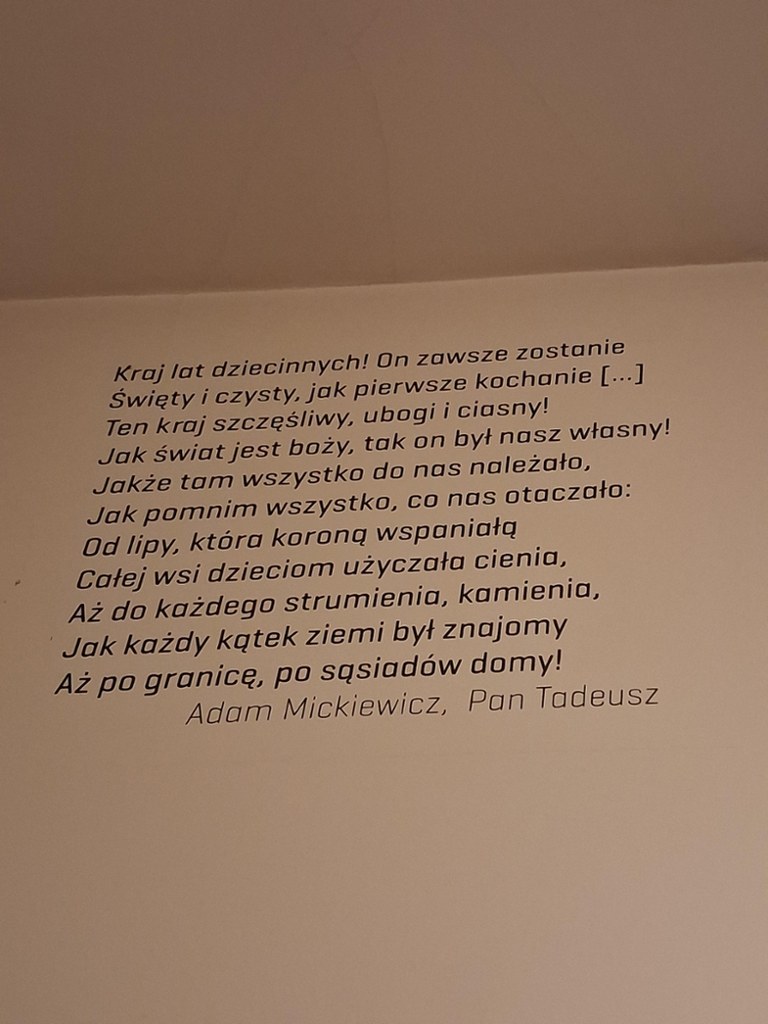 Kraj lat dziecinnych! On zawsze zostanie
Święty i czysty, jak pierwsze kochanie [...]
Ten kraj szczęśliwy, ubogi i ciasny!
Jak świat jest boży, tak on był nasz własny!
Jakże tam wszystko do nas należało,
Jak pomnim wszystko, co nas otaczało:
Od lipy, która koroną wspaniałą
Całej wsi dzieciom użyczała cienia,
Aż do każdego strumienia, kamienia,
Jak każdy kątek ziemi był znajomy
Aż po granicę, po sąsiadów domy!
Adam Mickiewicz, Pan Tadeusz